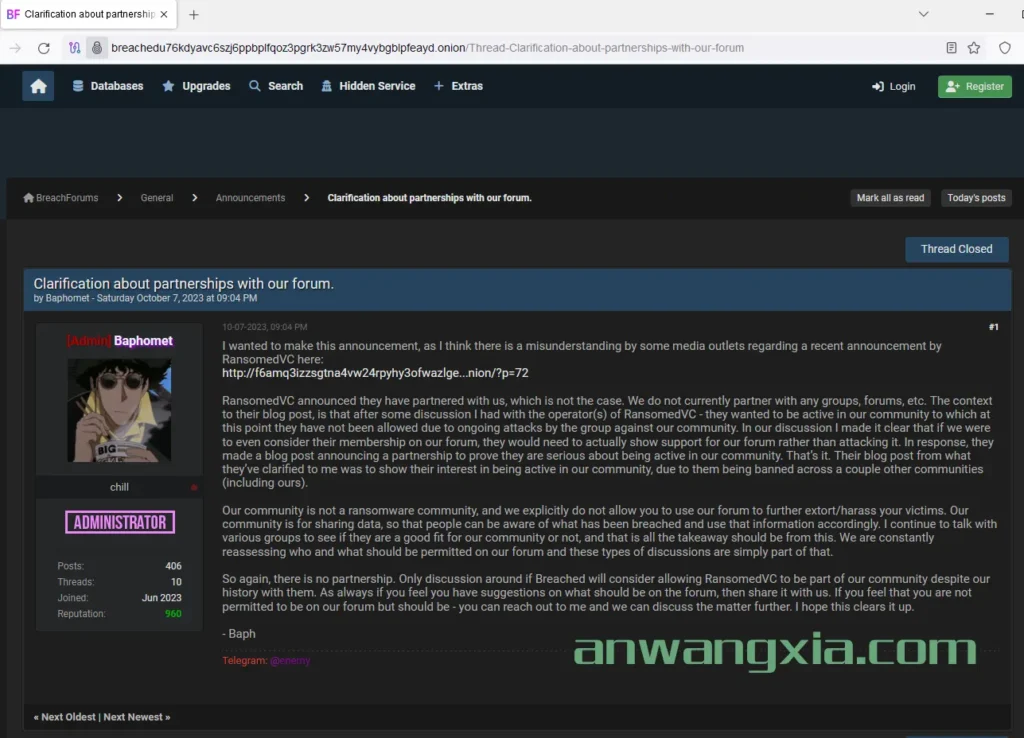 BF Clarification about partnership
breachedu76kdyavc6szj6ppbplfqoz3pgrk3zw57my4vybgblpfeayd.onion/Thread-Clarification-about-partnerships-with-our-forum
Databases Upgrades Search Hidden Service Extras Login Register
BreachForums General Announcements Clarification about partnerships with our forum. Mark all as read Today's posts
Thread Closed
Clarification about partnerships with our forum.
by Baphomet - Saturday October 7, 2023 at 09:04 PM
[Admin] Baphomet
BIG
chill
ADMINISTRATOR
Posts: 406
Threads: 10
Joined: Jun 2023
Reputation: 960
10-07-2023, 09:04 PM #1
I wanted to make this announcement, as I think there is a misunderstanding by some media outlets regarding a recent announcement by
RansomedVC here:
http://f6amq3izzsgtna4vw24rpyhy3ofwazlge...nion/?p=72
RansomedVC announced they have partnered with us, which is not the case. We do not currently partner with any groups, forums, etc. The context
to their blog post, is that after some discussion I had with the operator(s) of RansomedVC - they wanted to be active in our community to which at
this point they have not been allowed due to ongoing attacks by the group against our community. In our discussion I made it clear that if we were
to even consider their membership on our forum, they would need to actually show support for our forum rather than attacking it. In response, they
made a blog post announcing a partnership to prove they are serious about being active in our community. That's it. Their blog post from what
they've clarified to me was to show their interest in being active in our community, due to them being banned across a couple other communities
(including ours).
Our community is not a ransomware community, and we explicitly do not allow you to use our forum to further extort/harass your victims. Our
community is for sharing data, so that people can be aware of what has been breached and use that information accordingly. I continue to talk with
various groups to see if they are a good fit for our community or not, and that is all the takeaway should be from this. We are constantly
reassessing who and what should be permitted on our forum and these types of discussions are simply part of that.
So again, there is no partnership. Only discussion around if Breached will consider allowing RansomedVC to be part of our community despite our
history with them. As always if you feel you have suggestions on what should be on the forum, then share it with us. If you feel that you are not
permitted to be on our forum but should be - you can reach out to me and we can discuss the matter further. I hope this clears it up.
- Baph
Telegram:
anwangxia.com
« Next Oldest | Next Newest »